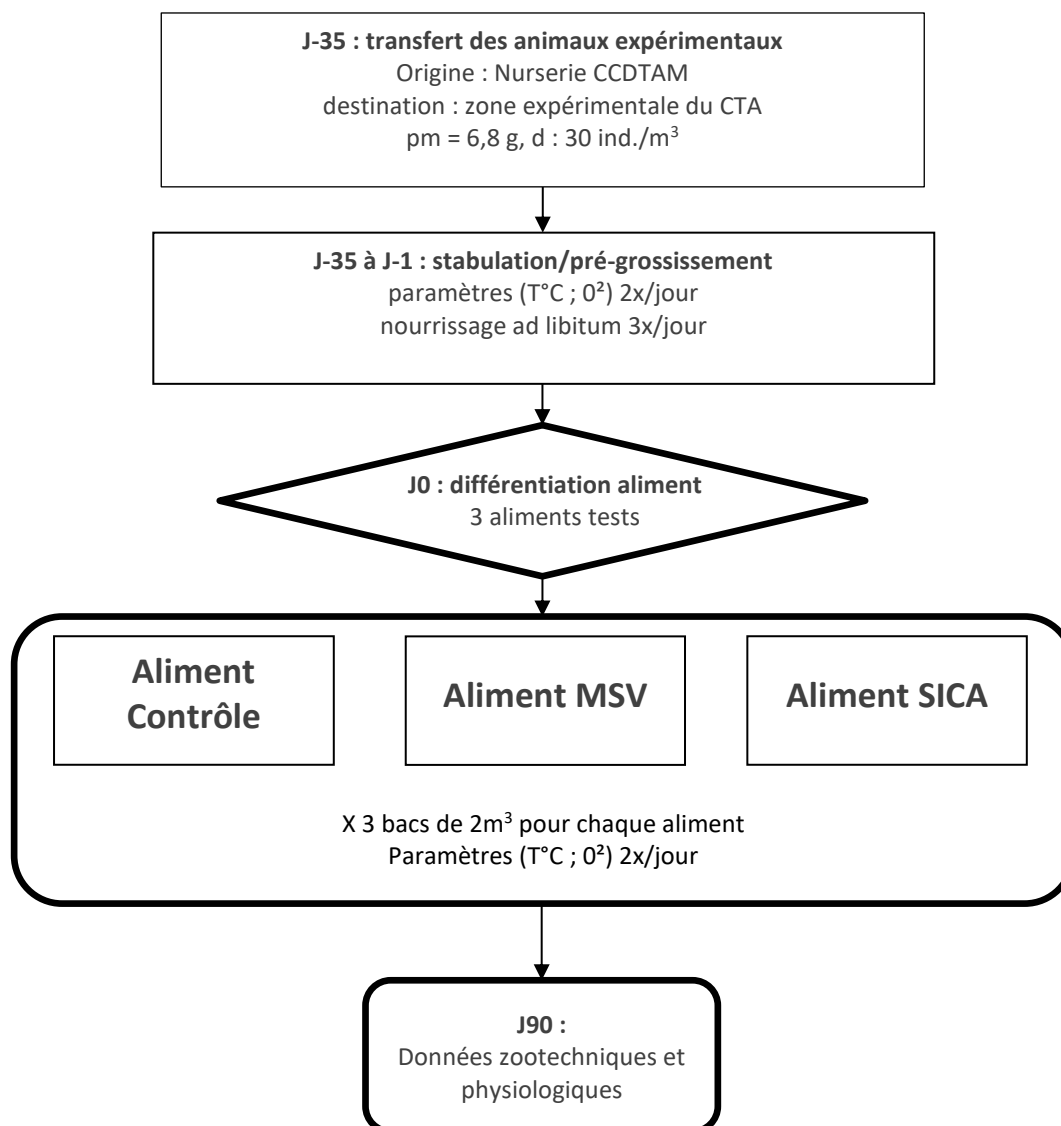 J-35 : transfert des animaux expérimentaux
Origine : Nurserie CCDTAM
destination : zone expérimentale du CTA
pm = 6,8 g, d : 30 ind./m³
J-35 à J-1 : stabulation/pré-grossissement
paramètres (T°C ; 0²) 2x/jour
nourrissage ad libitum 3x/jour
J0 : différentiation aliment
3 aliments tests
Aliment
Contrôle
Aliment MSV
Aliment SICA
X 3 bacs de 2m³ pour chaque aliment
Paramètres (T°C ; 0²) 2x/jour
J90 :
Données zootechniques et
physiologiques